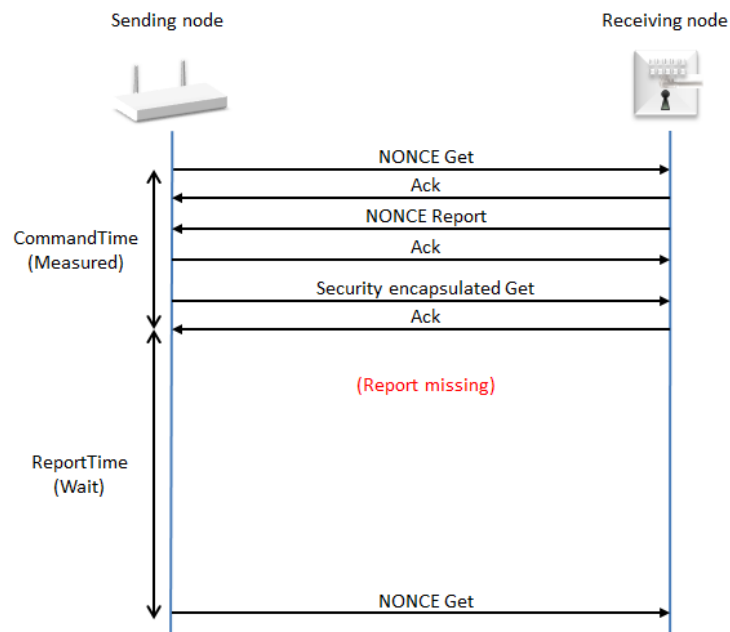 Sending node
Receiving node
NONCE Get
Ack
NONCE Report
CommandTime
(Measured)
Ack
Security encapsulated Get
Ack
(Report missing)
ReportTime
(Wait)
NONCE Get